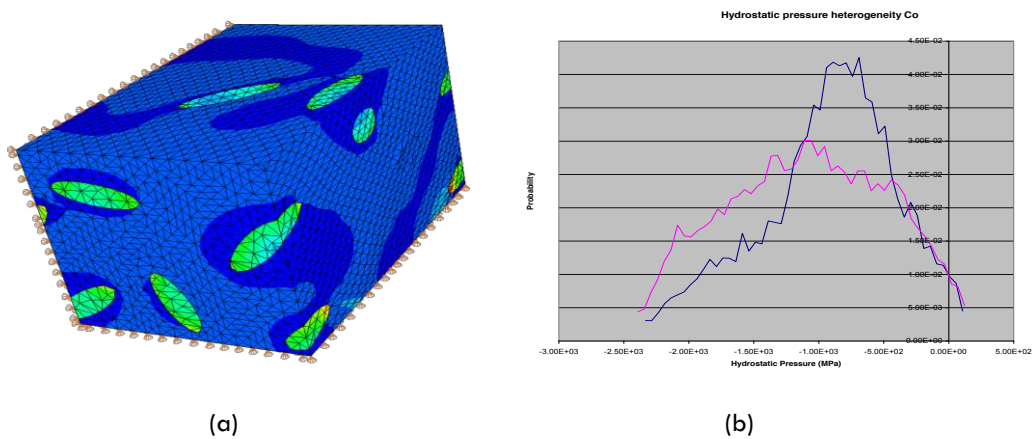 Hydrostatic pressure heterogeneity Co
4.50E-02
4.00E-02
3.50E-02
3.00E-02
2.50E-02
2.00E-02
1.50E-02
1.00E-02
5.00E-03
0.00E+00
Probability
-3.00E+03 -2.50E+03 -2.00E+03 -1.50E+03 -1.00E+03 -5.00E+02 0.00E+00 5.00E+02
Hydrostatic Pressure (MPa)
(a) (b)